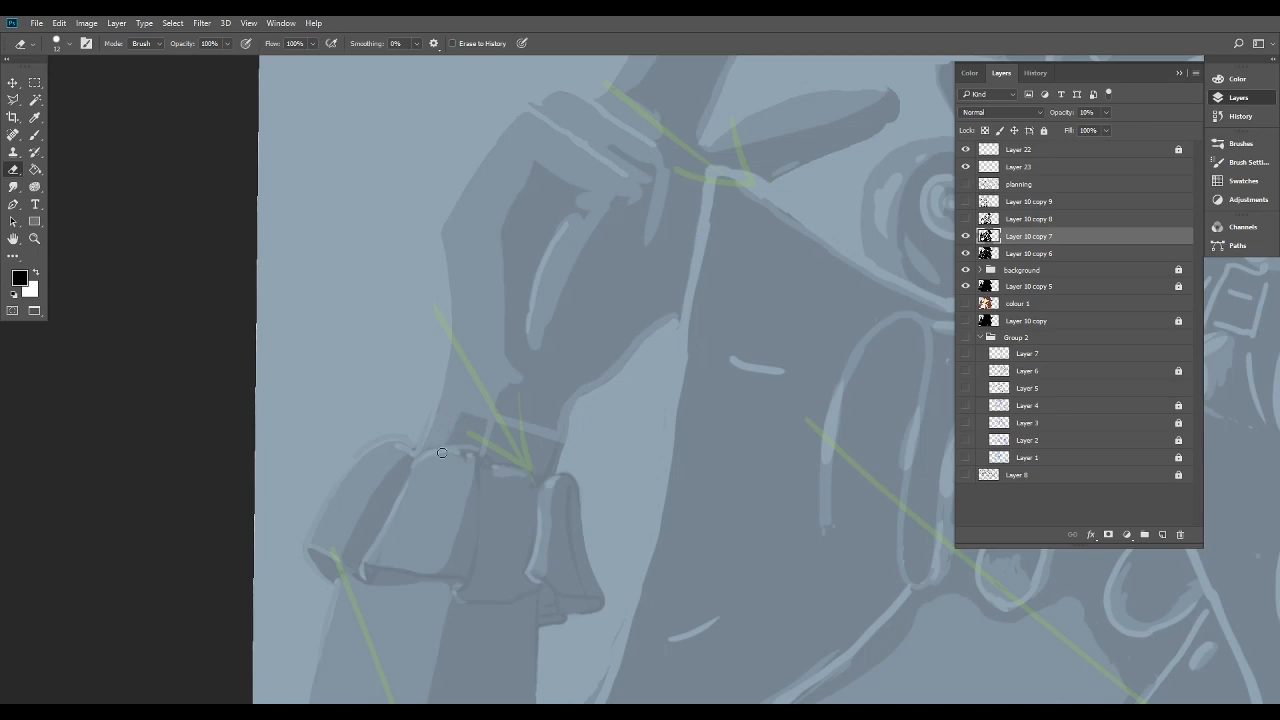 Ps File Edit Image Layer Type Select Filter 3D View Window Help
12 Mode: Brush Opacity: 100% Flow: 100% Smoothing: 0% Erase to History
Color Layers History
Kind
Normal Opacity: 10%
Lock: Fill: 100%
Layer 22
Layer 23
planning
Layer 10 copy 9
Layer 10 copy 8
Layer 10 copy 7
Layer 10 copy 6
background
Layer 10 copy 5
colour 1
Layer 10 copy
Group 2
Layer 7
Layer 6
Layer 5
Layer 4
Layer 3
Layer 2
Layer 1
Layer 8
fx
Color
Layers
History
Brushes
Brush Setti...
Swatches
Adjustments
Channels
Paths